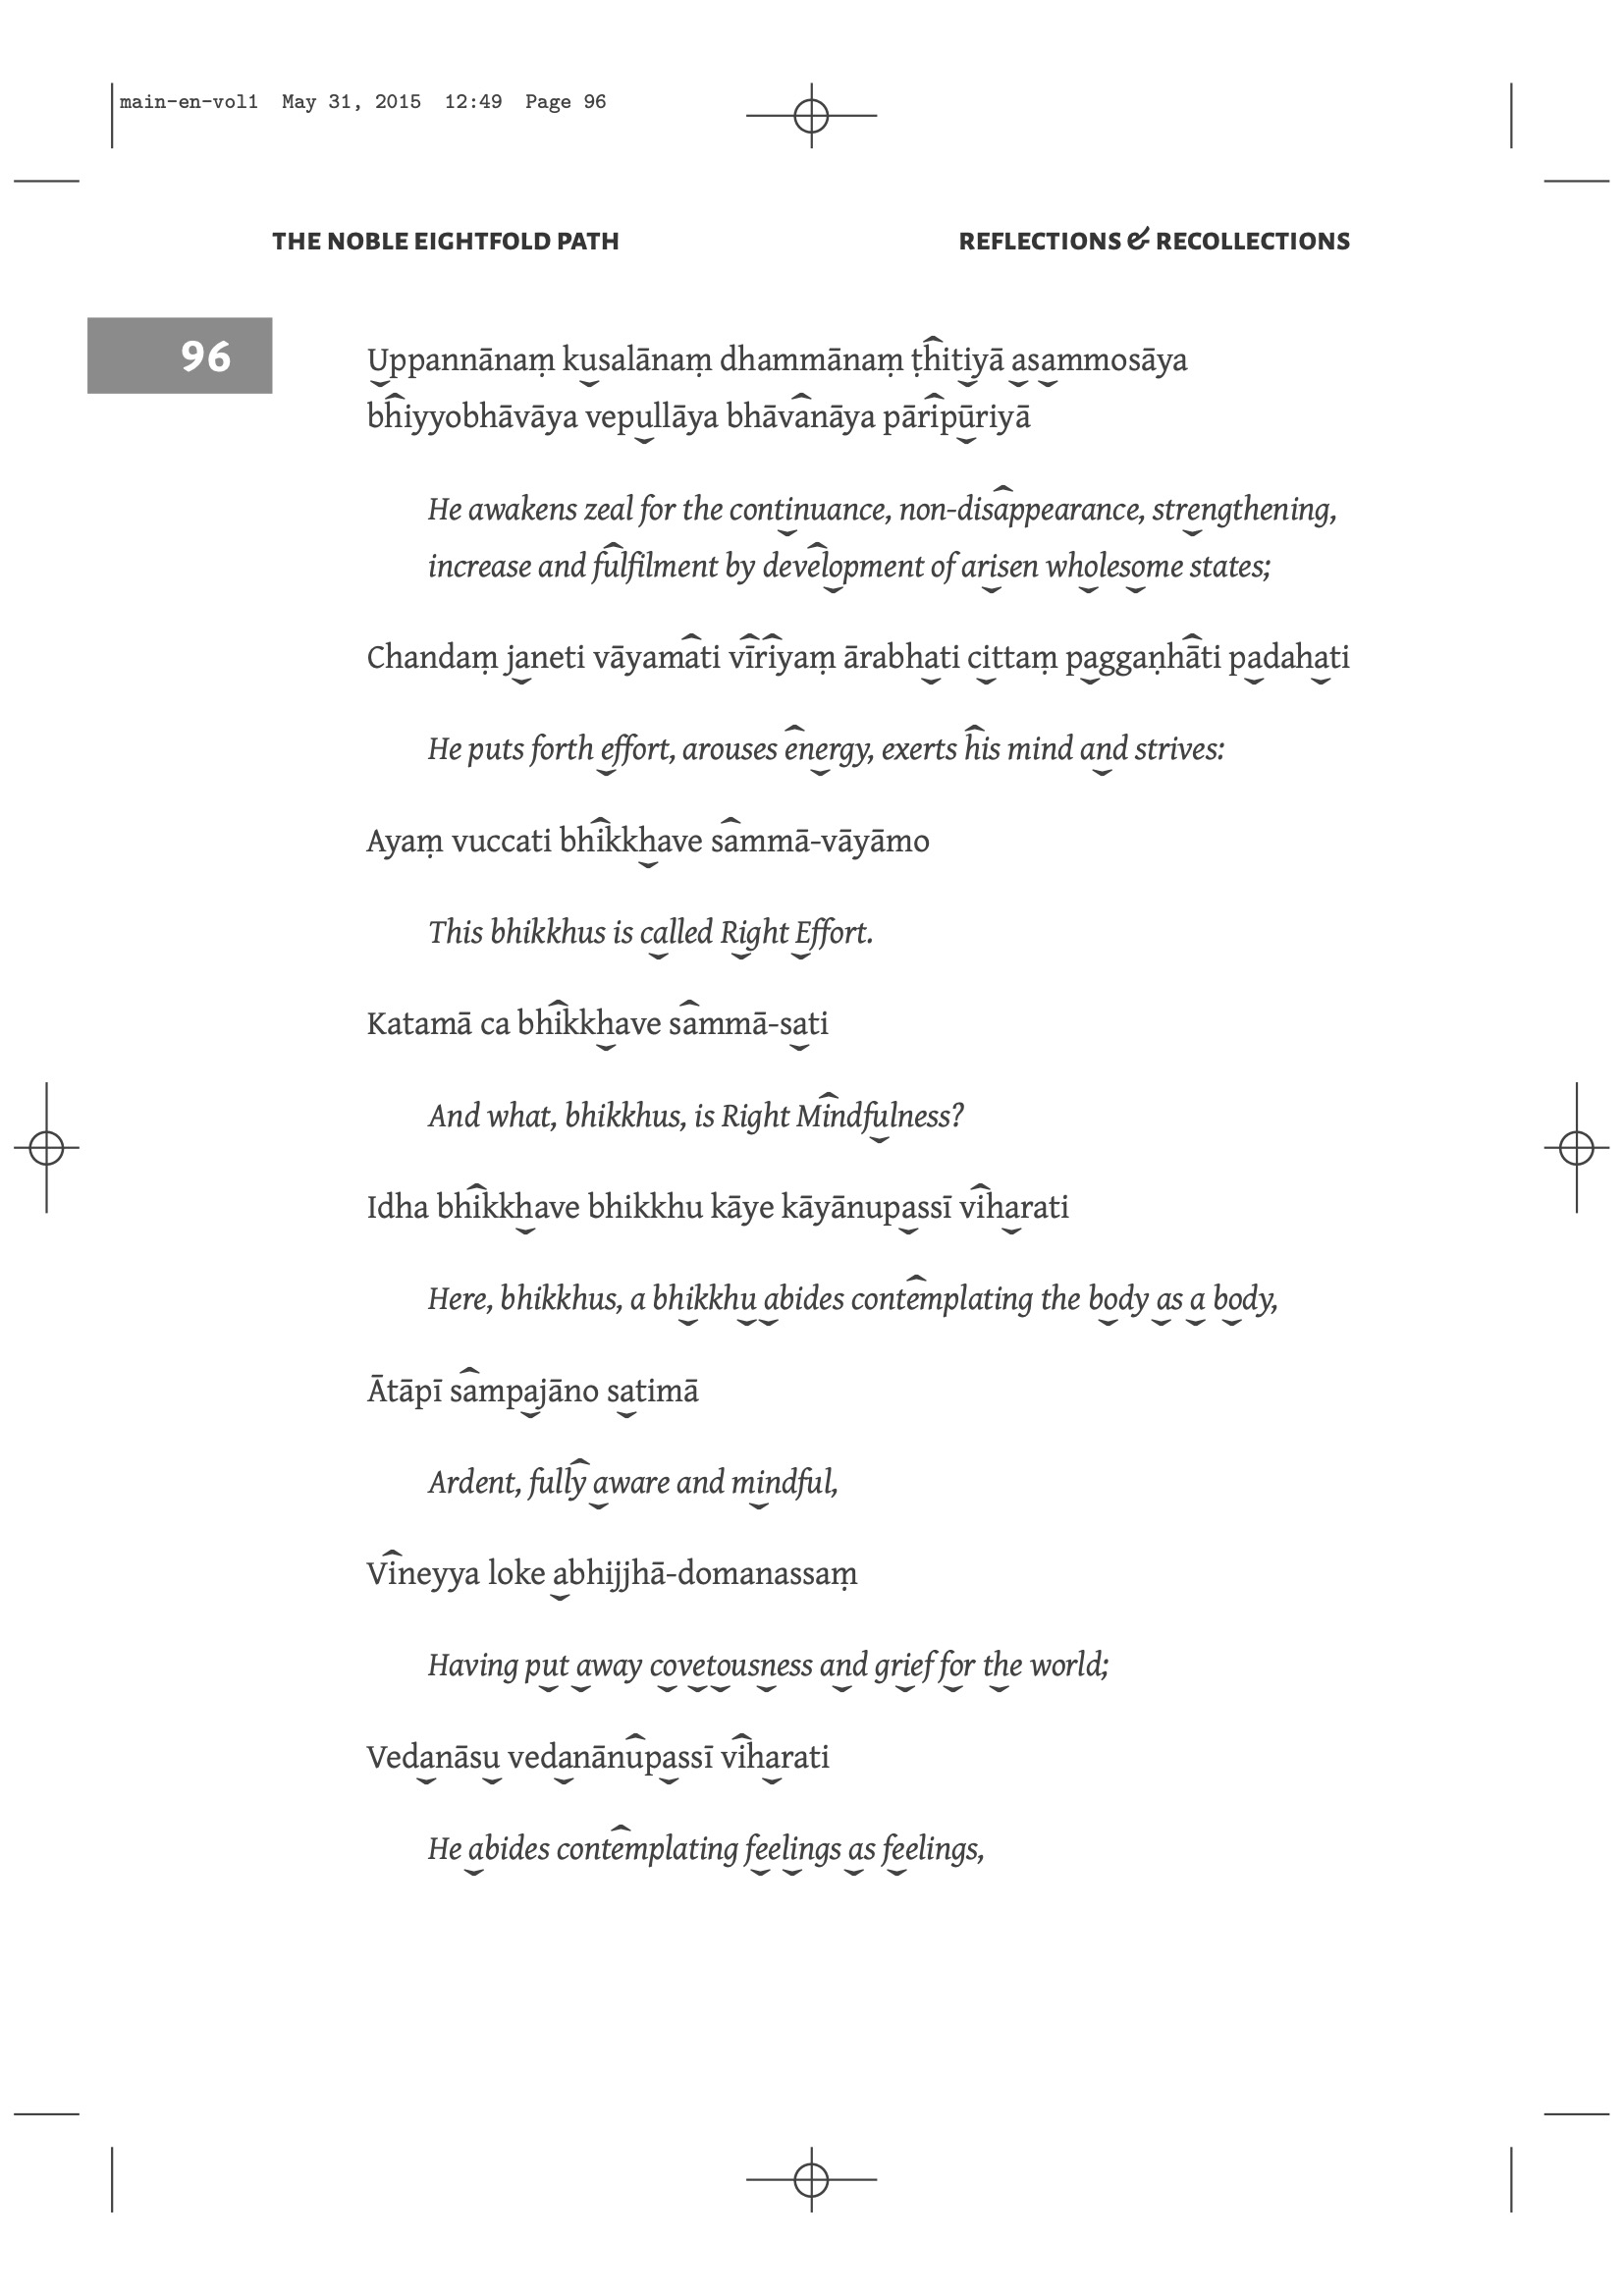 main-en-vol1  May 31, 2015  12:49  Page 96
THE NOBLE EIGHTFOLD PATH
REFLECTIONS & RECOLLECTIONS
96
Uppannānaṃ kusalānaṃ dhammānaṃ ṭhitiyā asammosāya
bhiyyobhāvāya vepullāya bhāvanāya pāripūriyā
He awakens zeal for the continuance, non-disappearance, strengthening,
increase and fulfilment by development of arisen wholesome states;
Chandaṃ janeti vāyamati vīriyaṃ ārabhati cittaṃ paggaṇhāti padahati
He puts forth effort, arouses energy, exerts his mind and strives:
Ayaṃ vuccati bhikkhave sammā-vāyāmo
This bhikkhus is called Right Effort.
Katamā ca bhikkhave sammā-sati
And what, bhikkhus, is Right Mindfulness?
Idha bhikkhave bhikkhu kāye kāyānupassī viharati
Here, bhikkhus, a bhikkhu abides contemplating the body as a body,
Ātāpī sampajāno satimā
Ardent, fully aware and mindful,
Vineyya loke abhijjhā-domanassaṃ
Having put away covetousness and grief for the world;
Vedanāsu vedanānupassī viharati
He abides contemplating feelings as feelings,